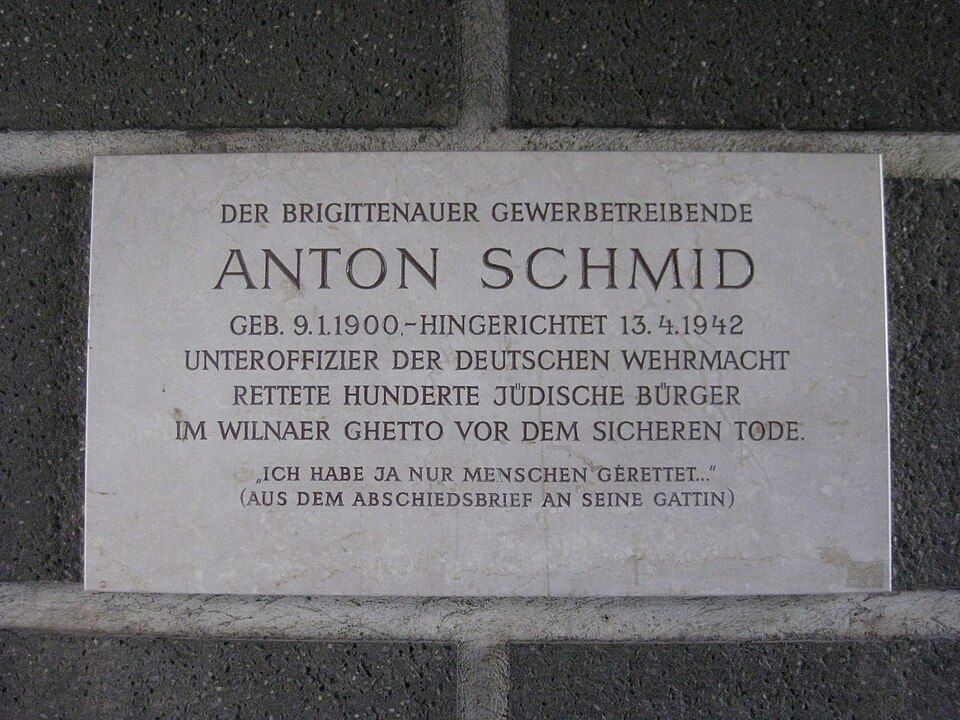 DER BRIGITTENAUER GEWERBETREIBENDE
ANTON SCHMID
GEB. 9.1.1900.-HINGERICHTET 13.4.1942
UNTEROFFIZIER DER DEUTSCHEN WEHRMACHT
RETTETE HUNDERTE JÜDISCHE BÜRGER
IM WILNAER GHETTO VOR DEM SICHEREN TODE.
„ICH HABE JA NUR MENSCHEN GERETTET...“
(AUS DEM ABSCHIEDSBRIEF AN SEINE GATTIN)